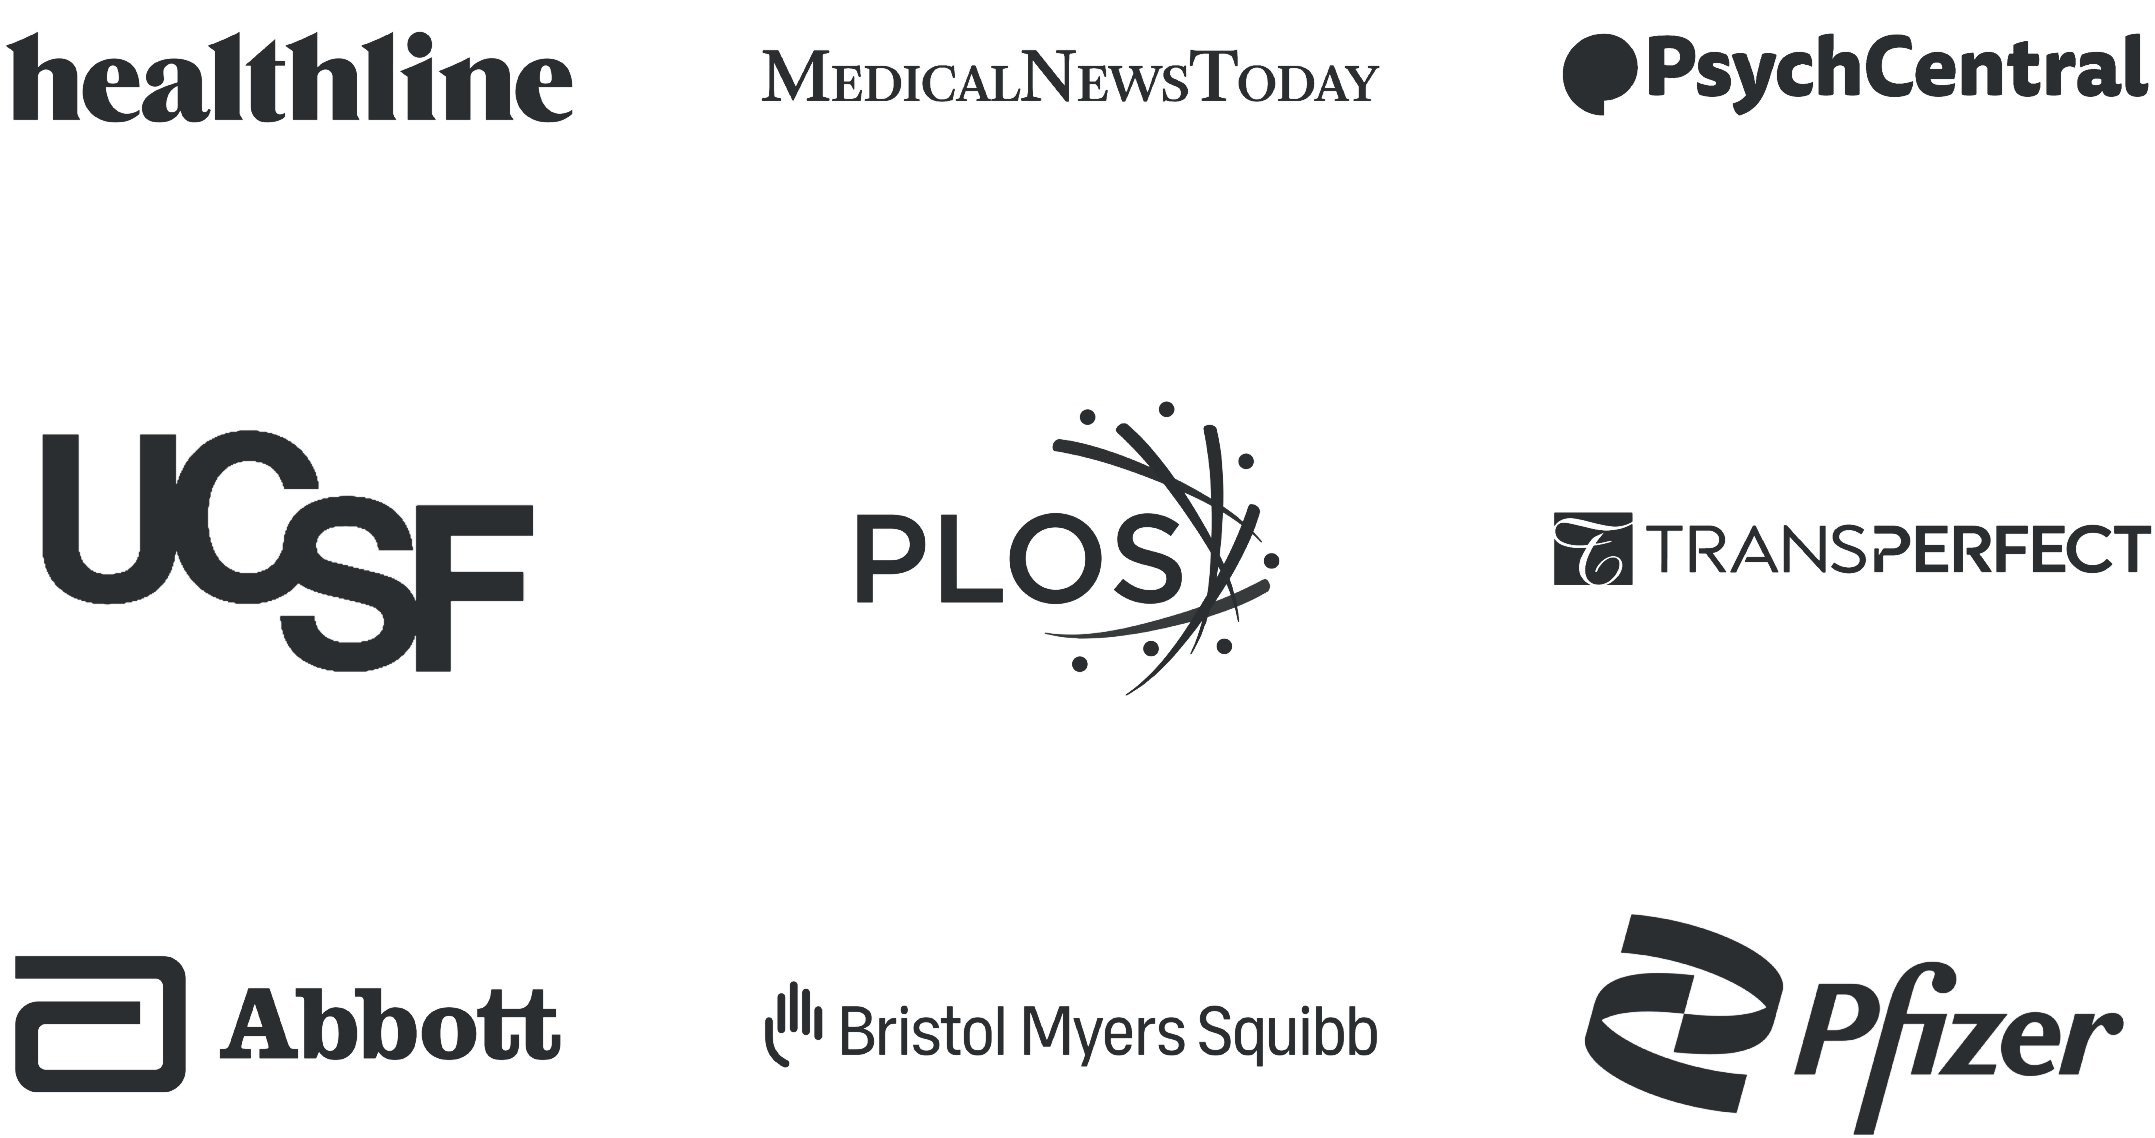 healthline
MEDICALNEWSTODAY
PsychCentral
UCSF
PLOS
TRANSPERFECT
Abbott
Bristol Myers Squibb
Pfizer